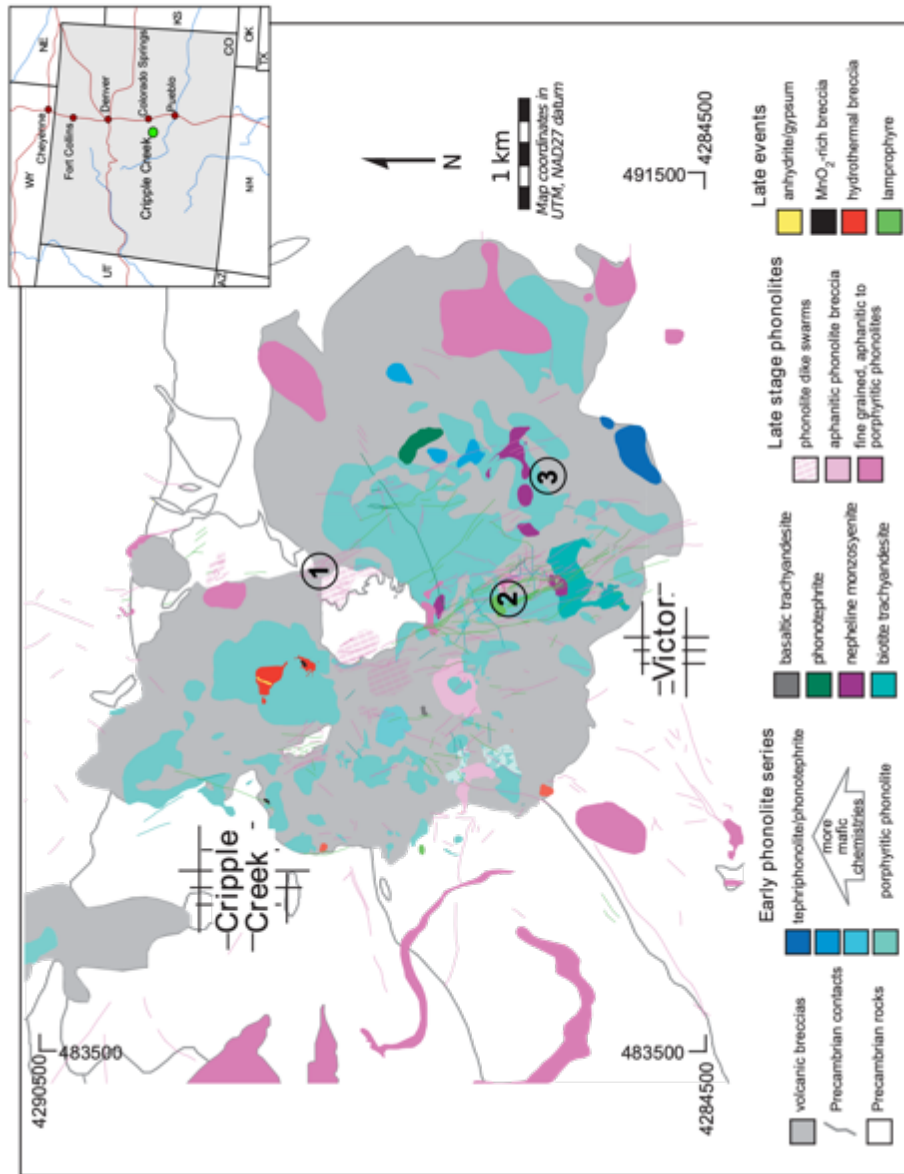 WY
NE
Cheyenne
Fort Collins
Denver
Colorado Springs
Pueblo
Cripple Creek
UT
KS
CO
OK
TX
AZ
NM
4290500
483500
Cripple
Creek
1
2
3
Victor
N
1 km
Map coordinates in
UTM, NAD27 datum
491500
4284500
483500
4284500
volcanic breccias
Precambrian contacts
Precambrian rocks
Early phonolite series
tephriphonolite/phonotephrite
more
mafic
chemistries
porphyritic phonolite
basaltic trachyandesite
phonotephrite
nepheline monzosyenite
biotite trachyandesite
Late stage phonolites
phonolite dike swarms
aphanitic phonolite breccia
fine grained, aphanitic to
porphyritic phonolites
Late events
anhydrite/gypsum
MnO2-rich breccia
hydrothermal breccia
lamprophyre